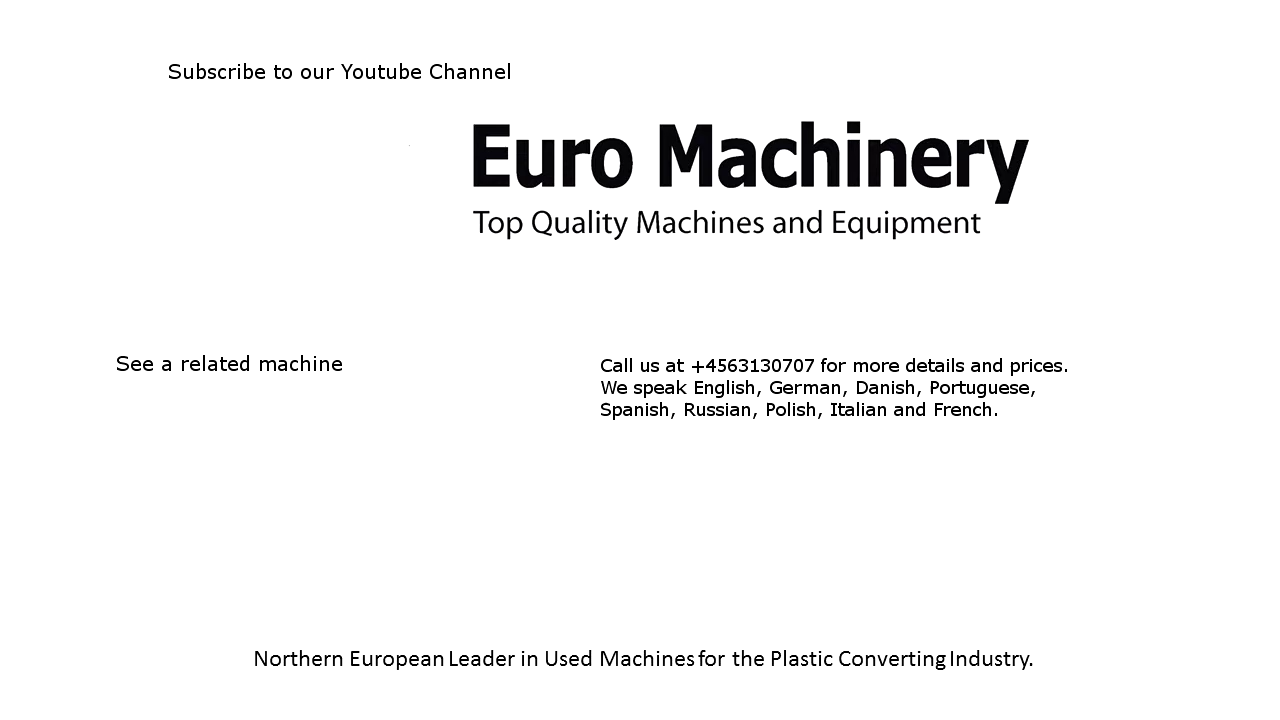 Subscribe to our Youtube Channel
Euro Machinery
Top Quality Machines and Equipment
See a related machine
Call us at +4563130707 for more details and prices.
We speak English, German, Danish, Portuguese,
Spanish, Russian, Polish, Italian and French.
Northern European Leader in Used Machines for the Plastic Converting Industry.